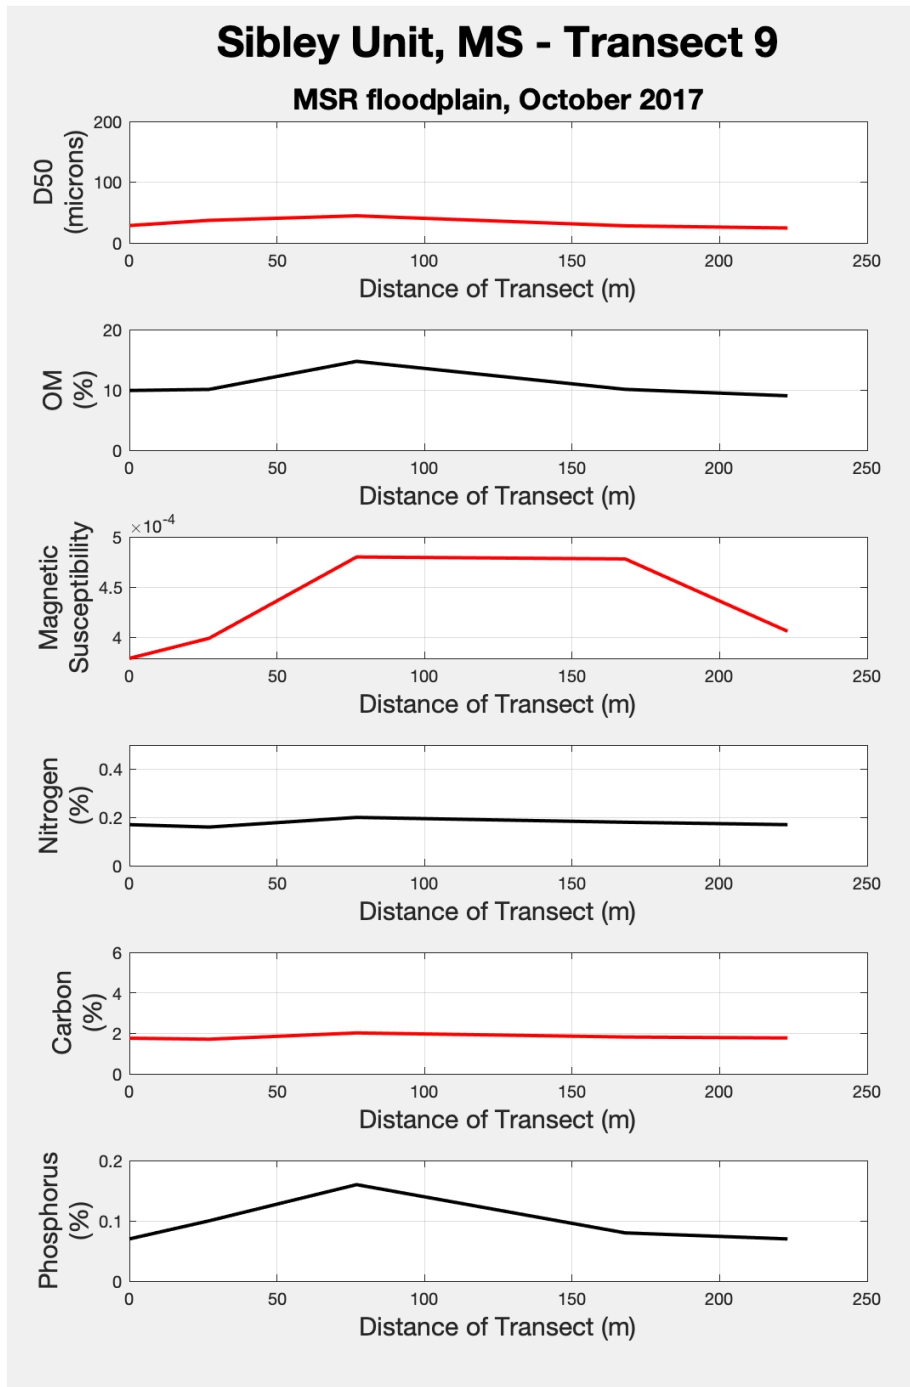 Sibley Unit, MS - Transect 9
MSR floodplain, October 2017
D50
(microns)
200
100
0
0 50 100 150 200 250
Distance of Transect (m)
OM
(%)
20
10
0
0 50 100 150 200 250
Distance of Transect (m)
Magnetic
Susceptibility
×10-4
5
4.5
4
0 50 100 150 200 250
Distance of Transect (m)
Nitrogen
(%)
0.4
0.2
0
0 50 100 150 200 250
Distance of Transect (m)
Carbon
(%)
6
4
2
0
0 50 100 150 200 250
Distance of Transect (m)
Phosphorus
(%)
0.2
0.1
0
0 50 100 150 200 250
Distance of Transect (m)